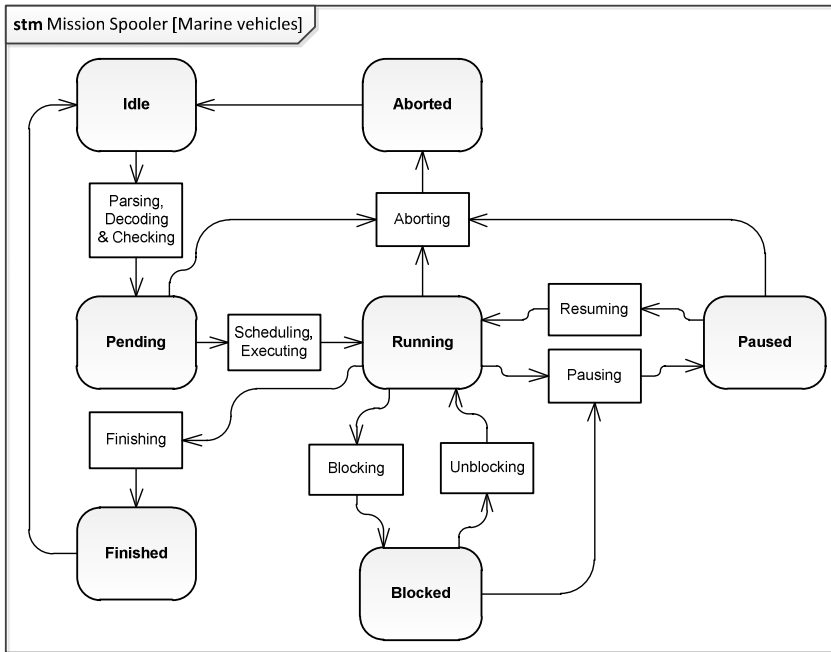 stm Mission Spooler [Marine vehicles]
Idle
Aborted
Parsing,
Decoding
& Checking
Aborting
Pending
Scheduling,
Executing
Running
Resuming
Paused
Pausing
Finishing
Blocking
Unblocking
Finished
Blocked